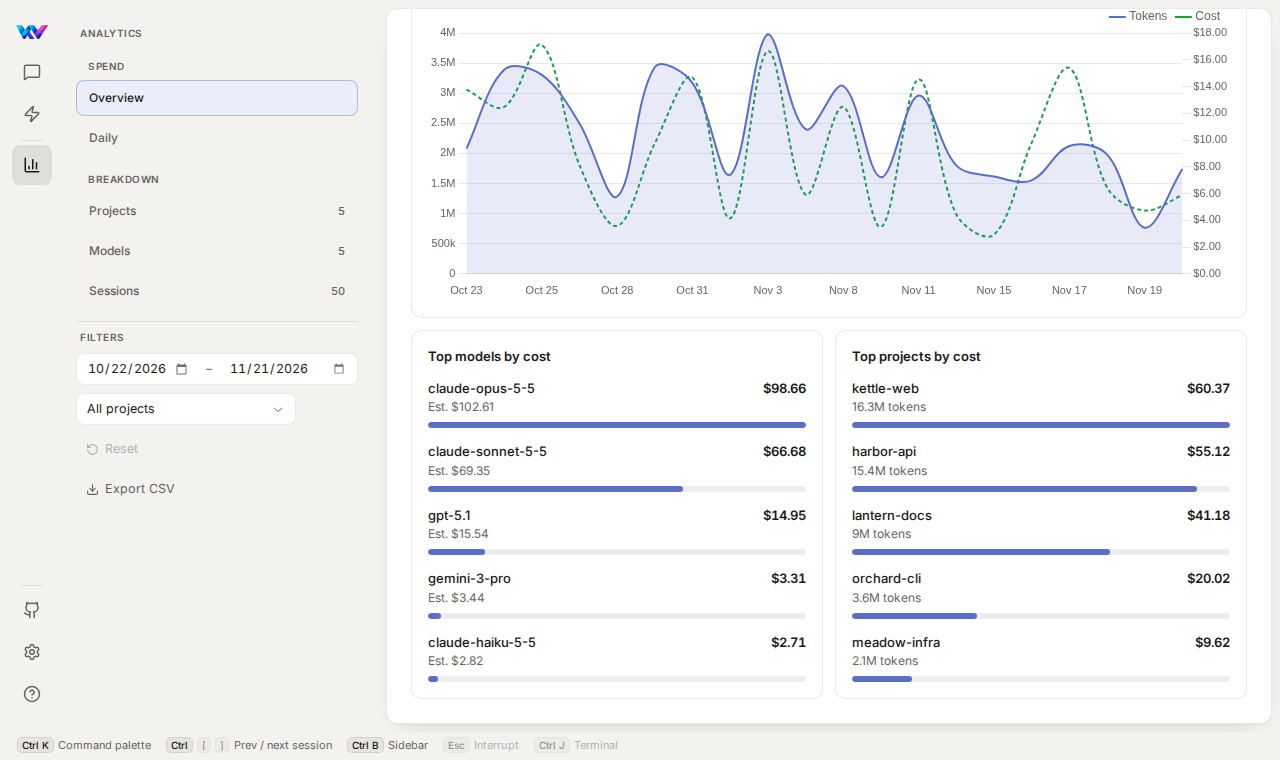 ANALYTICS
SPEND
Overview
Daily
BREAKDOWN
Projects 5
Models 5
Sessions 50
FILTERS
10/22/2026 – 11/21/2026
All projects
Reset
Export CSV
Tokens Cost
4M $18.00
3.5M $16.00
3M $14.00
2.5M $12.00
2M $10.00
1.5M $8.00
1M $6.00
500k $4.00
0 $2.00
$0.00
Oct 23 Oct 25 Oct 28 Oct 31 Nov 3 Nov 8 Nov 11 Nov 15 Nov 17 Nov 19
Top models by cost
claude-opus-5-5 $98.66
Est. $102.61
claude-sonnet-5-5 $66.68
Est. $69.35
gpt-5.1 $14.95
Est. $15.54
gemini-3-pro $3.31
Est. $3.44
claude-haiku-5-5 $2.71
Est. $2.82
Top projects by cost
kettle-web $60.37
16.3M tokens
harbor-api $55.12
15.4M tokens
lantern-docs $41.18
9M tokens
orchard-cli $20.02
3.6M tokens
meadow-infra $9.62
2.1M tokens
Ctrl K Command palette Ctrl [ ] Prev / next session Ctrl B Sidebar Esc Interrupt Ctrl J Terminal